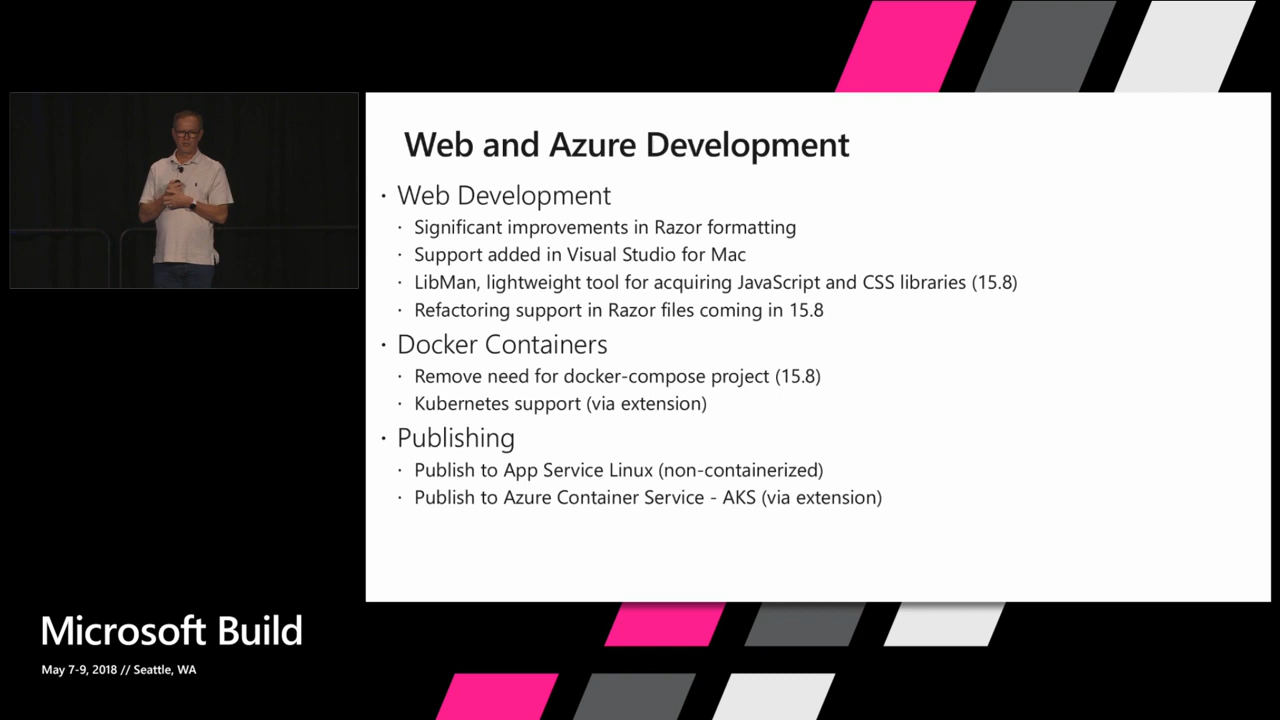 Web and Azure Development
· Web Development
· Significant improvements in Razor formatting
· Support added in Visual Studio for Mac
· LibMan, lightweight tool for acquiring JavaScript and CSS libraries (15.8)
· Refactoring support in Razor files coming in 15.8
· Docker Containers
· Remove need for docker-compose project (15.8)
· Kubernetes support (via extension)
· Publishing
· Publish to App Service Linux (non-containerized)
· Publish to Azure Container Service - AKS (via extension)
Microsoft Build
May 7-9, 2018 // Seattle, WA